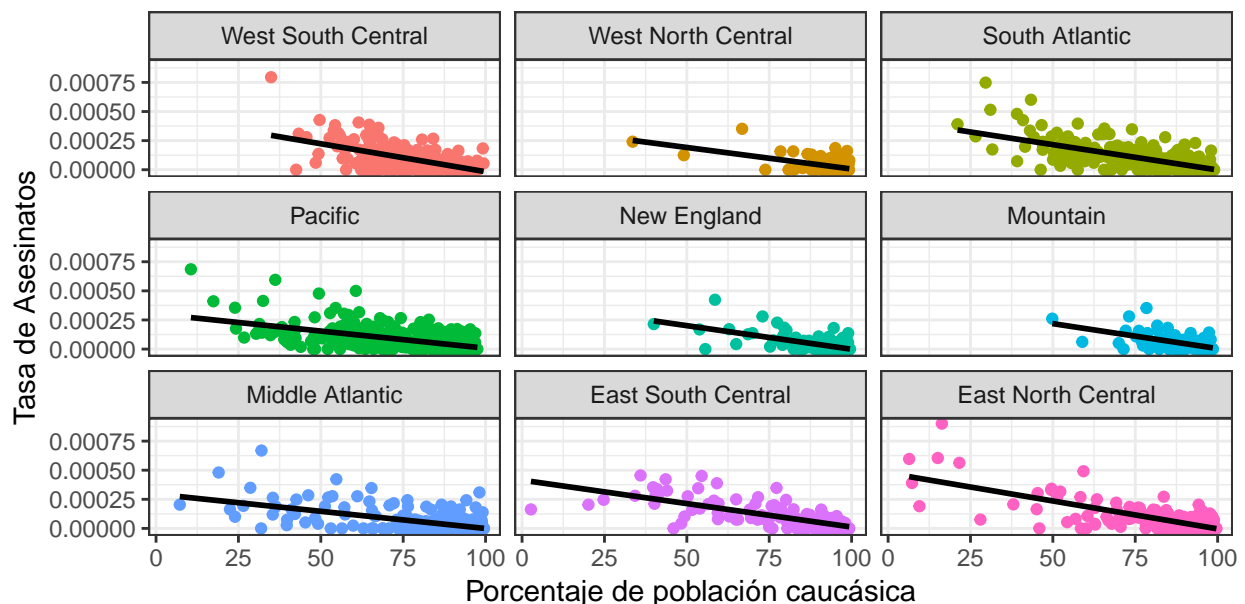 West South Central West North Central South Atlantic
0.00075
0.00050
0.00025
0.00000
Pacific New England Mountain
0.00075
0.00050
0.00025
0.00000
Middle Atlantic East South Central East North Central
0.00075
0.00050
0.00025
0.00000
0 25 50 75 100 0 25 50 75 100 0 25 50 75 100
Porcentaje de población caucásica
Tasa de Asesinatos